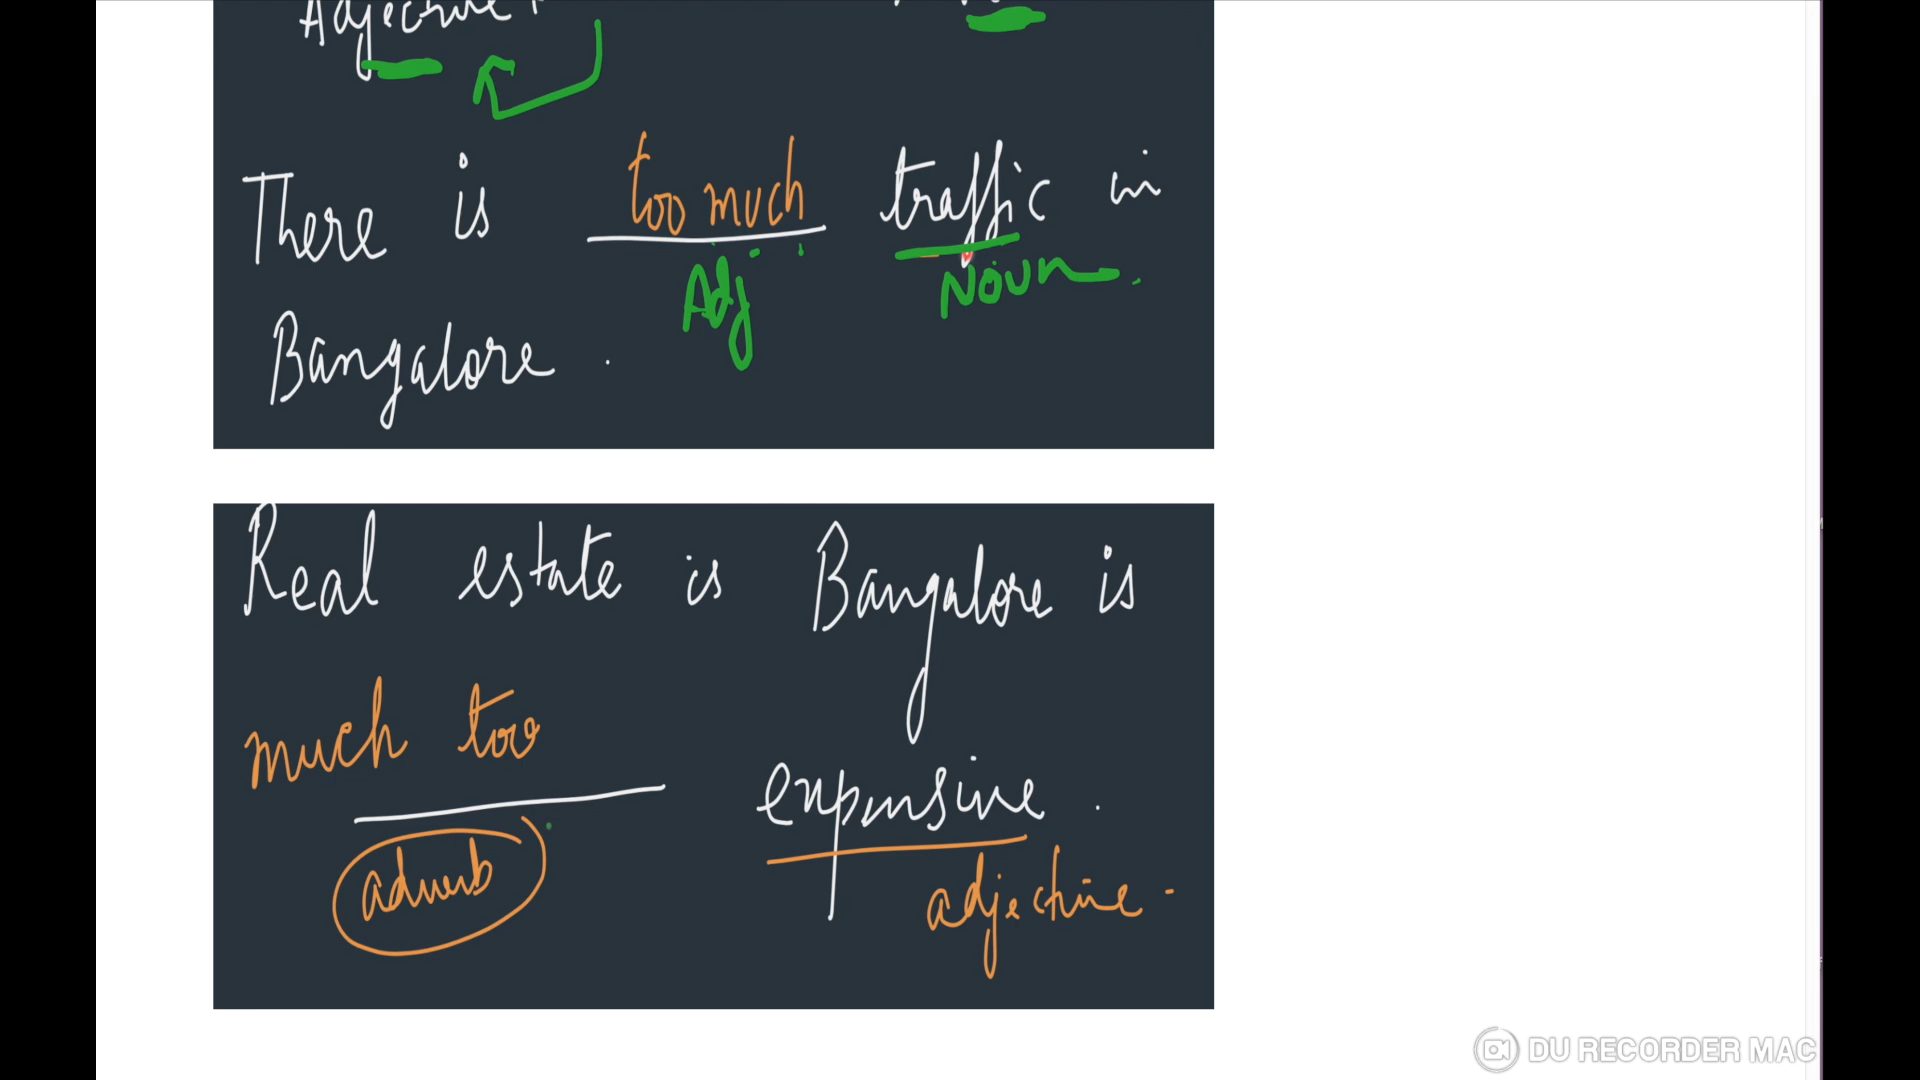 Adjective
There is too much traffic in
Adj Noun
Bangalore .
Real estate is Bangalore is
much too expensive .
adverb adjective
DU RECORDER MAC